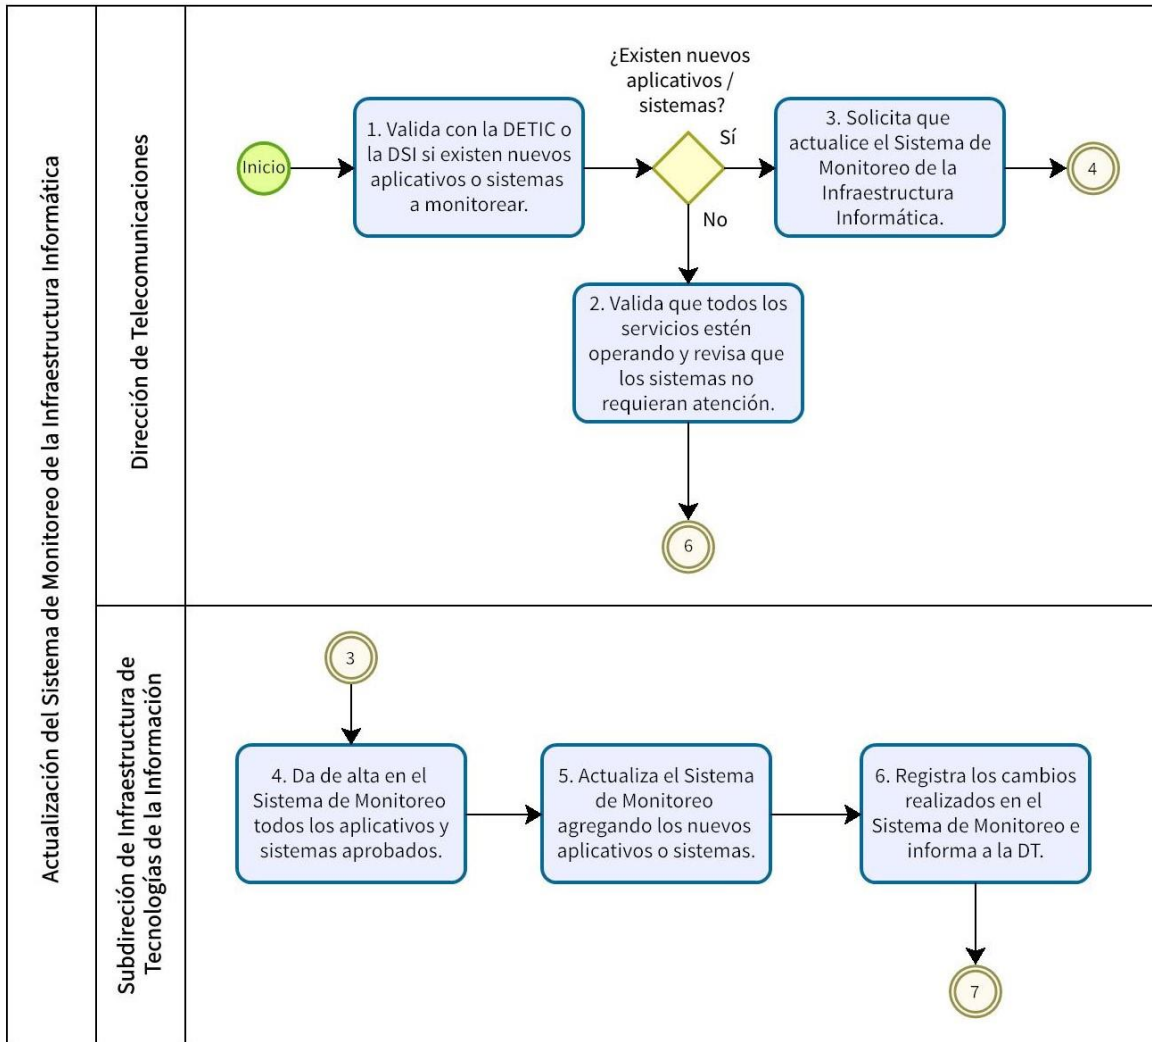 Actualización del Sistema de Monitoreo de la Infraestructura Informática
Dirección de Telecomunicaciones
Inicio
1. Valida con la DETIC o
la DSI si existen nuevos
aplicativos o sistemas
a monitorear.
¿Existen nuevos
aplicativos /
sistemas?
Sí
No
3. Solicita que
actualice el Sistema de
Monitoreo de la
Infraestructura
Informática.
4
2. Valida que todos los
servicios estén
operando y revisa que
los sistemas no
requieran atención.
6
Subdireción de Infraestructura de
Tecnologías de la Información
3
4. Da de alta en el
Sistema de Monitoreo
todos los aplicativos y
sistemas aprobados.
5. Actualiza el Sistema
de Monitoreo
agregando los nuevos
aplicativos o sistemas.
6. Registra los cambios
realizados en el
Sistema de Monitoreo e
informa a la DT.
7